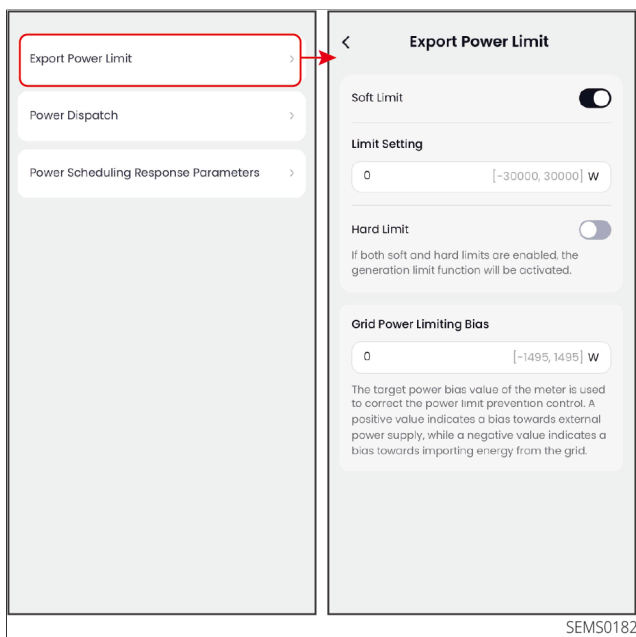 Export Power Limit
Power Dispatch
Power Scheduling Response Parameters
Export Power Limit
Soft Limit
Limit Setting
0 [-30000, 30000] W
Hard Limit
If both soft and hard limits are enabled, the
generation limit function will be activated.
Grid Power Limiting Bias
0 [-1495, 1495] W
The target power bias value of the meter is used
to correct the power limit prevention control. A
positive value indicates a bias towards external
power supply, while a negative value indicates a
bias towards importing energy from the grid.
SEMS0182